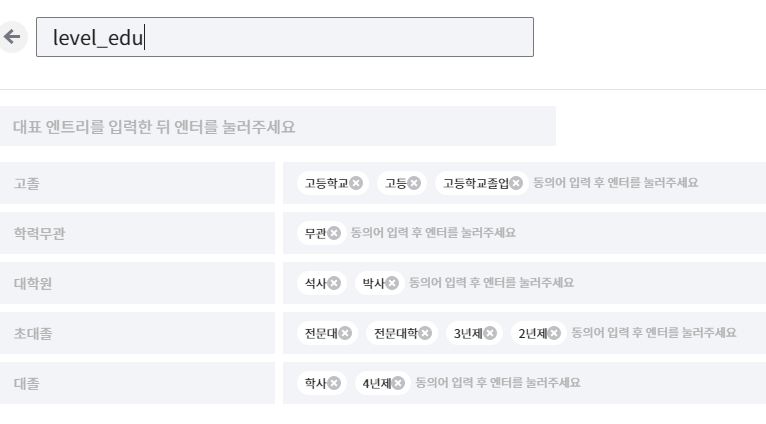 level_edu
대표 엔트리를 입력한 뒤 엔터를 눌러주세요
고졸 고등학교 고등 고등학교졸업 동의어 입력 후 엔터를 눌러주세요
학력무관 무관 동의어 입력 후 엔터를 눌러주세요
대학원 석사 박사 동의어 입력 후 엔터를 눌러주세요
초대졸 전문대 전문대학 3년제 2년제 동의어 입력 후 엔터를 눌러주세요
대졸 학사 4년제 동의어 입력 후 엔터를 눌러주세요